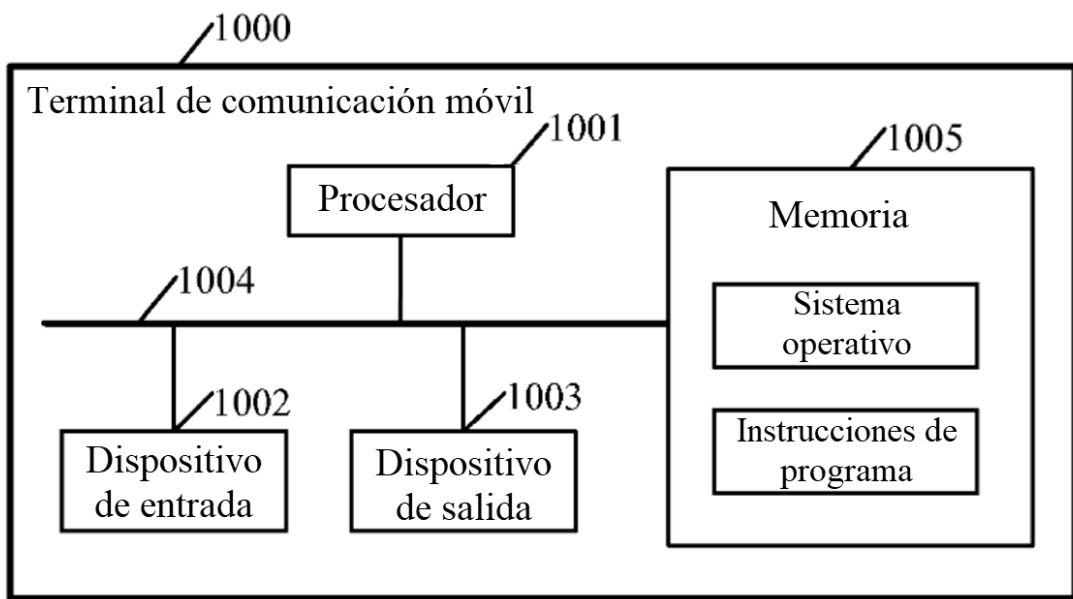 1000
Terminal de comunicación móvil
1001
Procesador
1005
Memoria
1004
Sistema
operativo
1002
Dispositivo
de entrada
1003
Dispositivo
de salida
Instrucciones de
programa